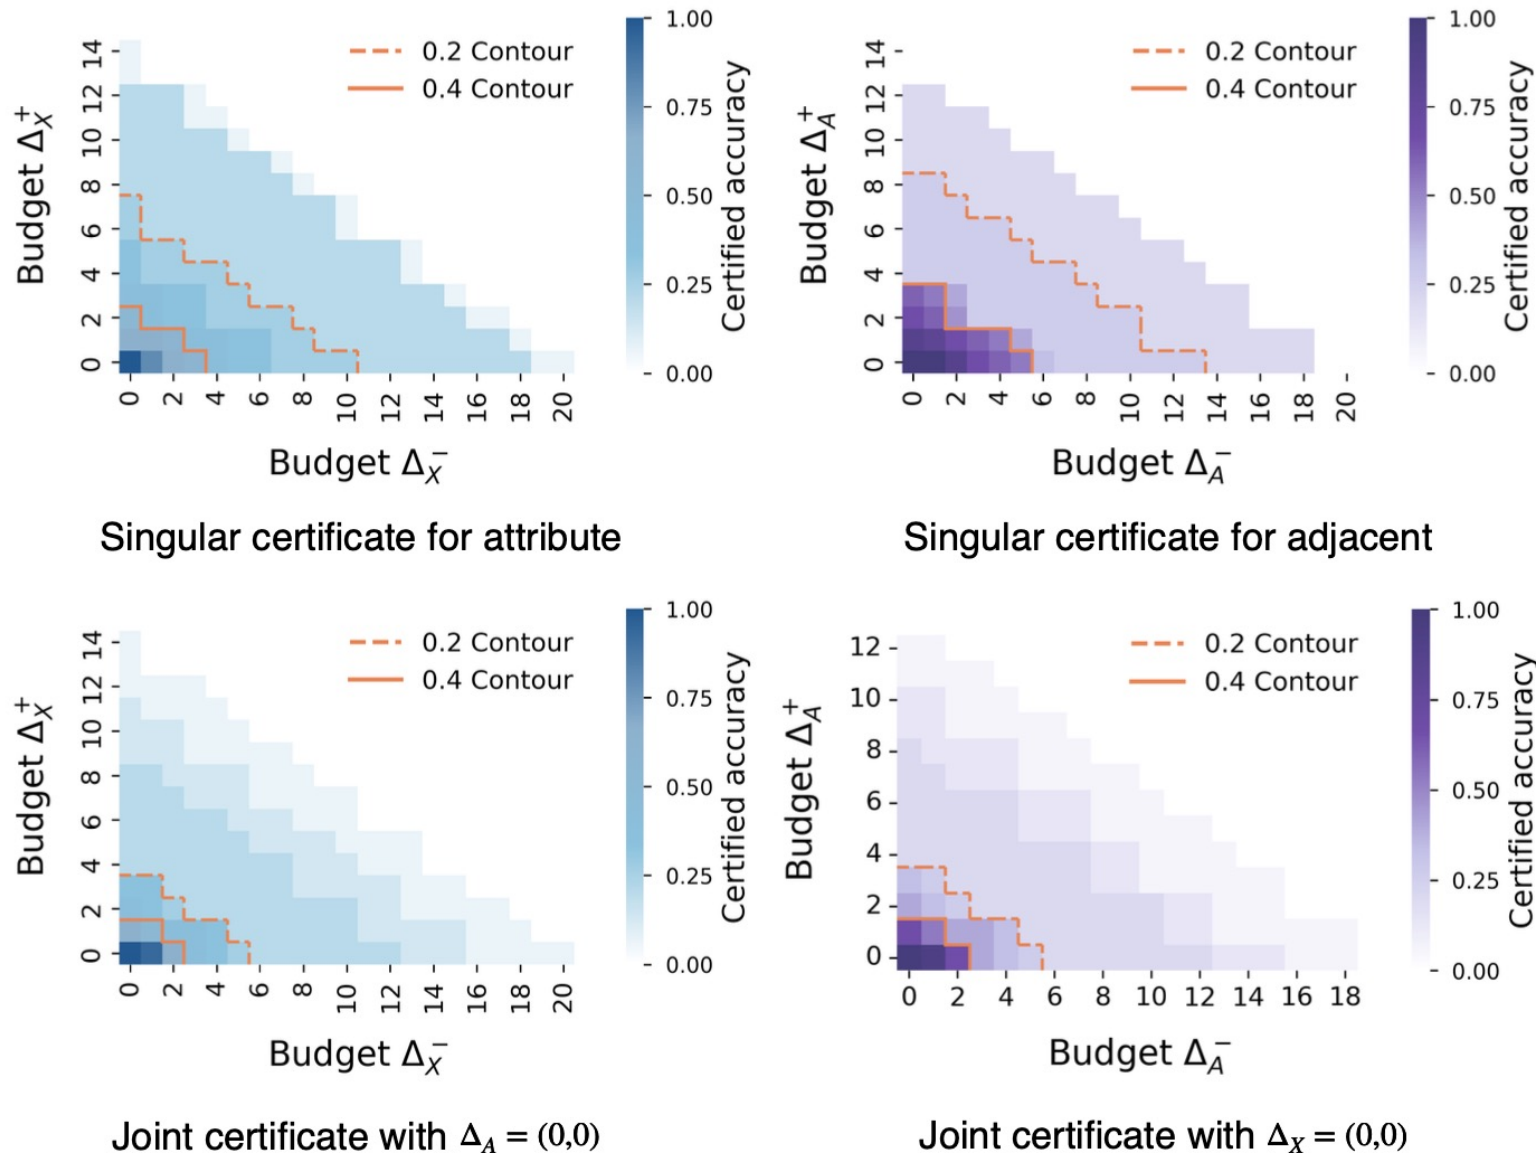 0.2 Contour
0.4 Contour
Budget Δ_X^+
14
12
10
8
6
4
2
0
0 2 4 6 8 10 12 14 16 18 20
Budget Δ_X^-
1.00
0.75
0.50
0.25
0.00
Certified accuracy
Singular certificate for attribute
0.2 Contour
0.4 Contour
Budget Δ_A^+
14
12
10
8
6
4
2
0
0 2 4 6 8 10 12 14 16 18 20
Budget Δ_A^-
1.00
0.75
0.50
0.25
0.00
Certified accuracy
Singular certificate for adjacent
0.2 Contour
0.4 Contour
Budget Δ_X^+
14
12
10
8
6
4
2
0
0 2 4 6 8 10 12 14 16 18 20
Budget Δ_X^-
1.00
0.75
0.50
0.25
0.00
Certified accuracy
Joint certificate with Δ_A = (0,0)
0.2 Contour
0.4 Contour
Budget Δ_A^+
12
10
8
6
4
2
0
0 2 4 6 8 10 12 14 16 18
Budget Δ_A^-
1.00
0.75
0.50
0.25
0.00
Certified accuracy
Joint certificate with Δ_X = (0,0)